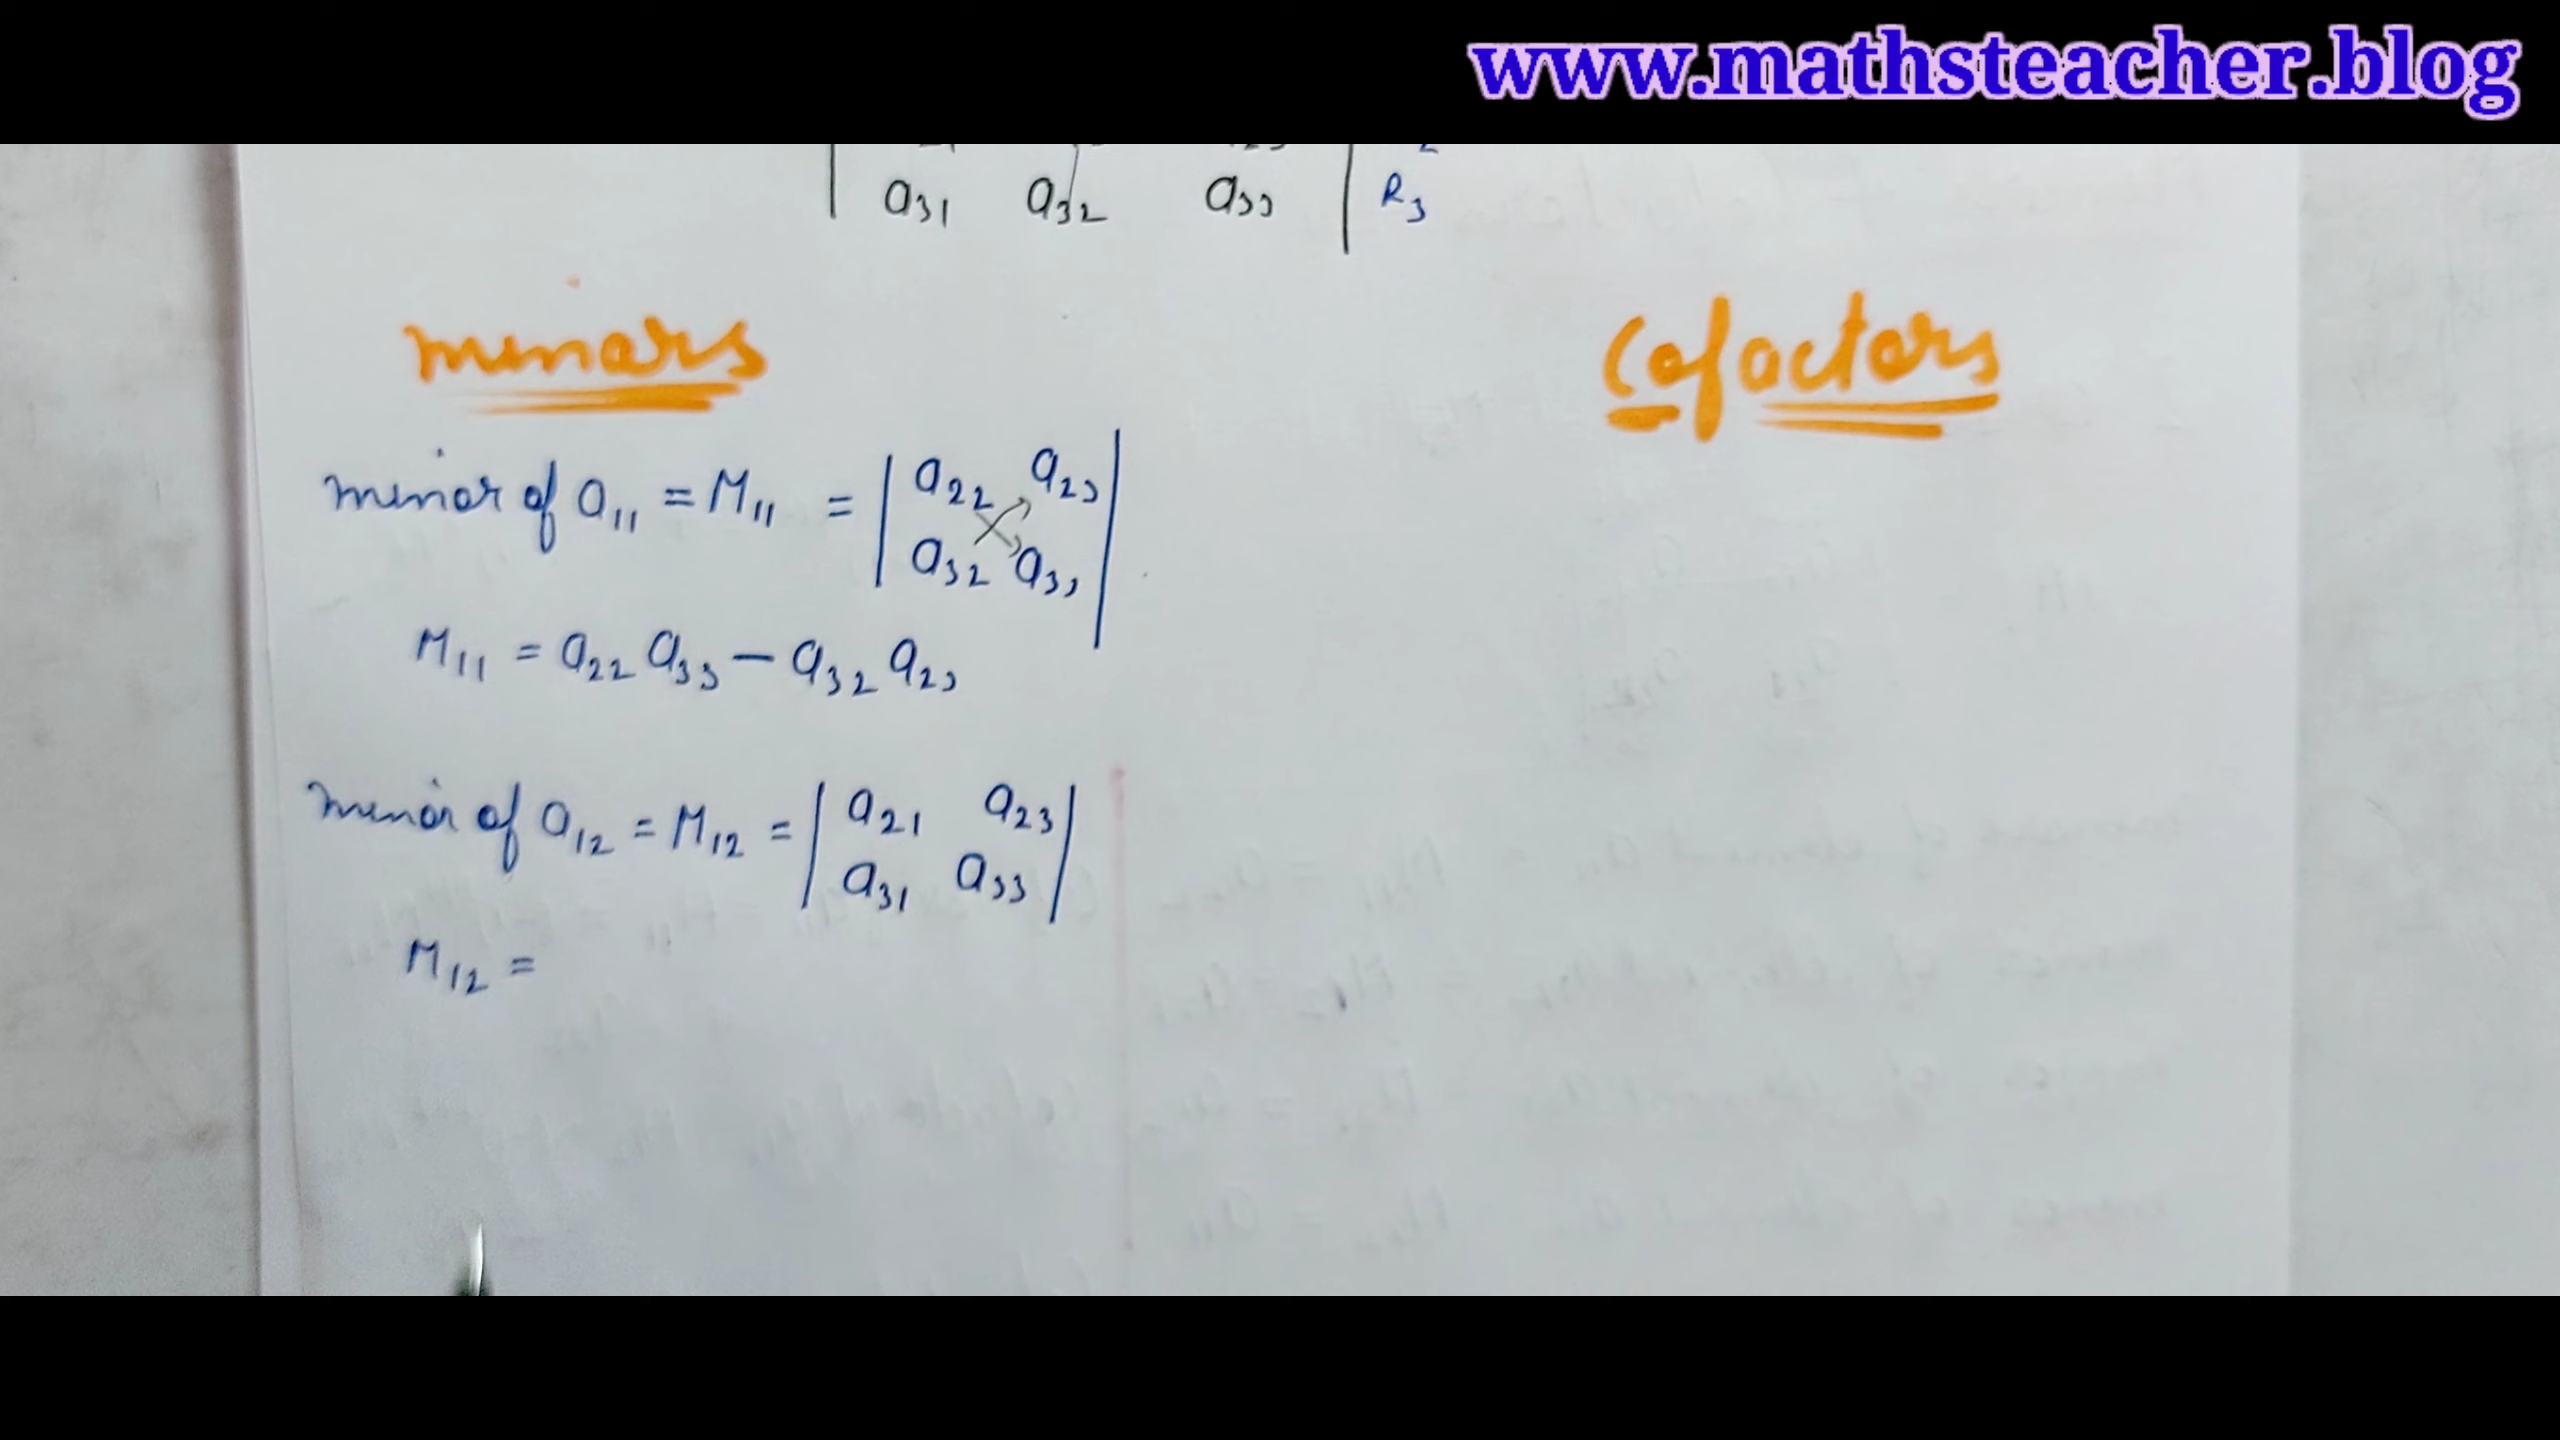 www.mathsteacher.blog
a31 a32 a33 R3
minors
Cofactors
minor of a11 = M11 = | a22 a23 |
| a32 a33 |
M11 = a22 a33 − a32 a23
minor of a12 = M12 = | a21 a23 |
| a31 a33 |
M12 =